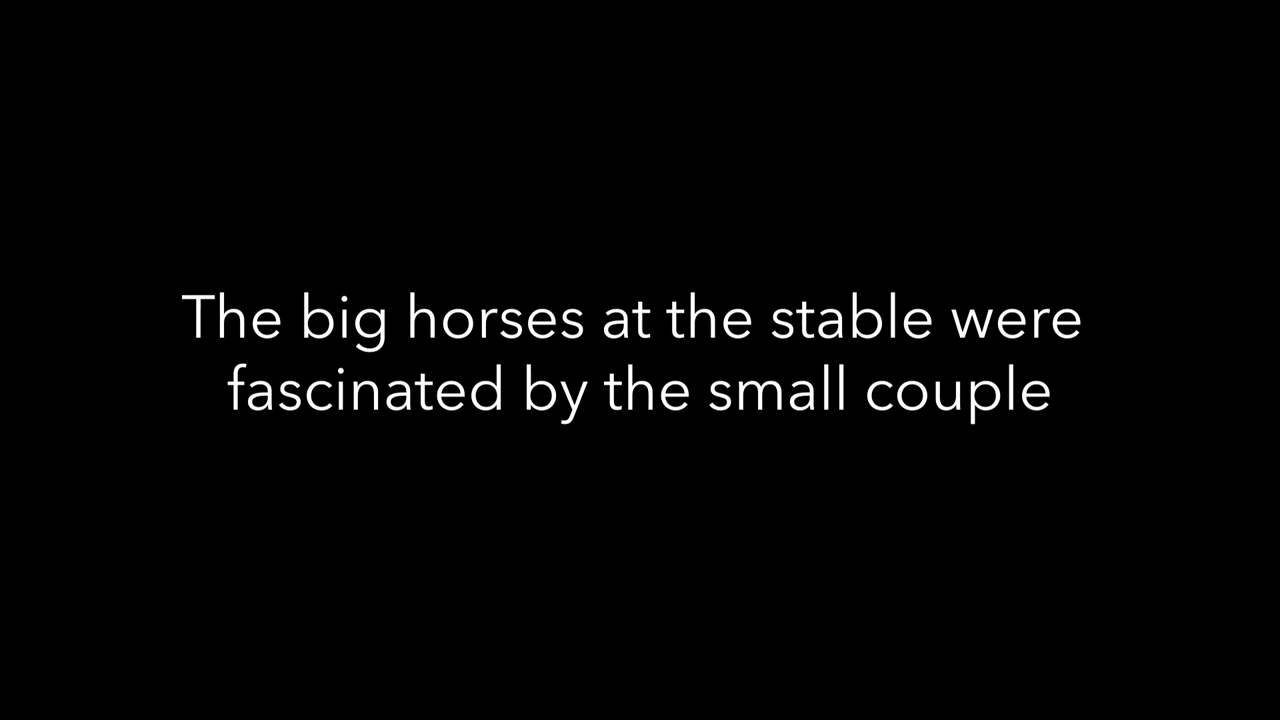 The big horses at the stable were
fascinated by the small couple